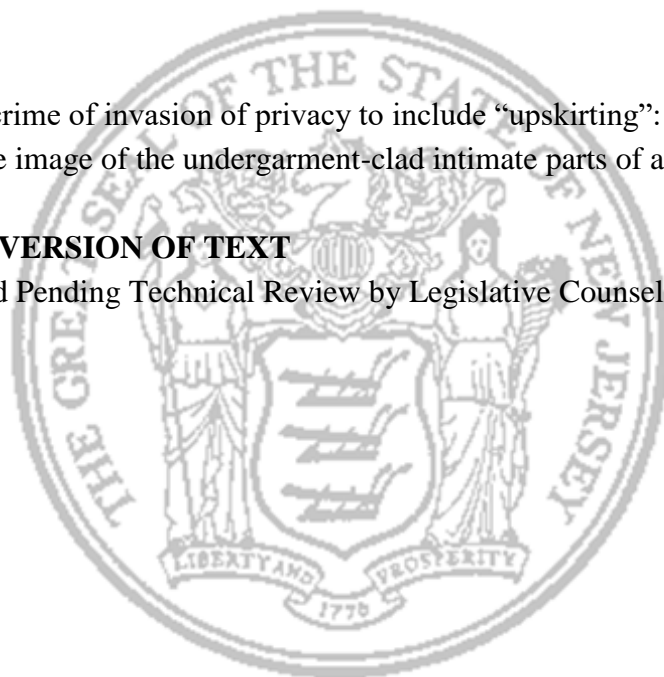 crime of invasion of privacy to include “upskirting”:
e image of the undergarment-clad intimate parts of a
VERSION OF TEXT
d Pending Technical Review by Legislative Counsel
THE GREAT SEAL OF THE STATE OF NEW JERSEY
LIBERTY AND PROSPERITY
1776